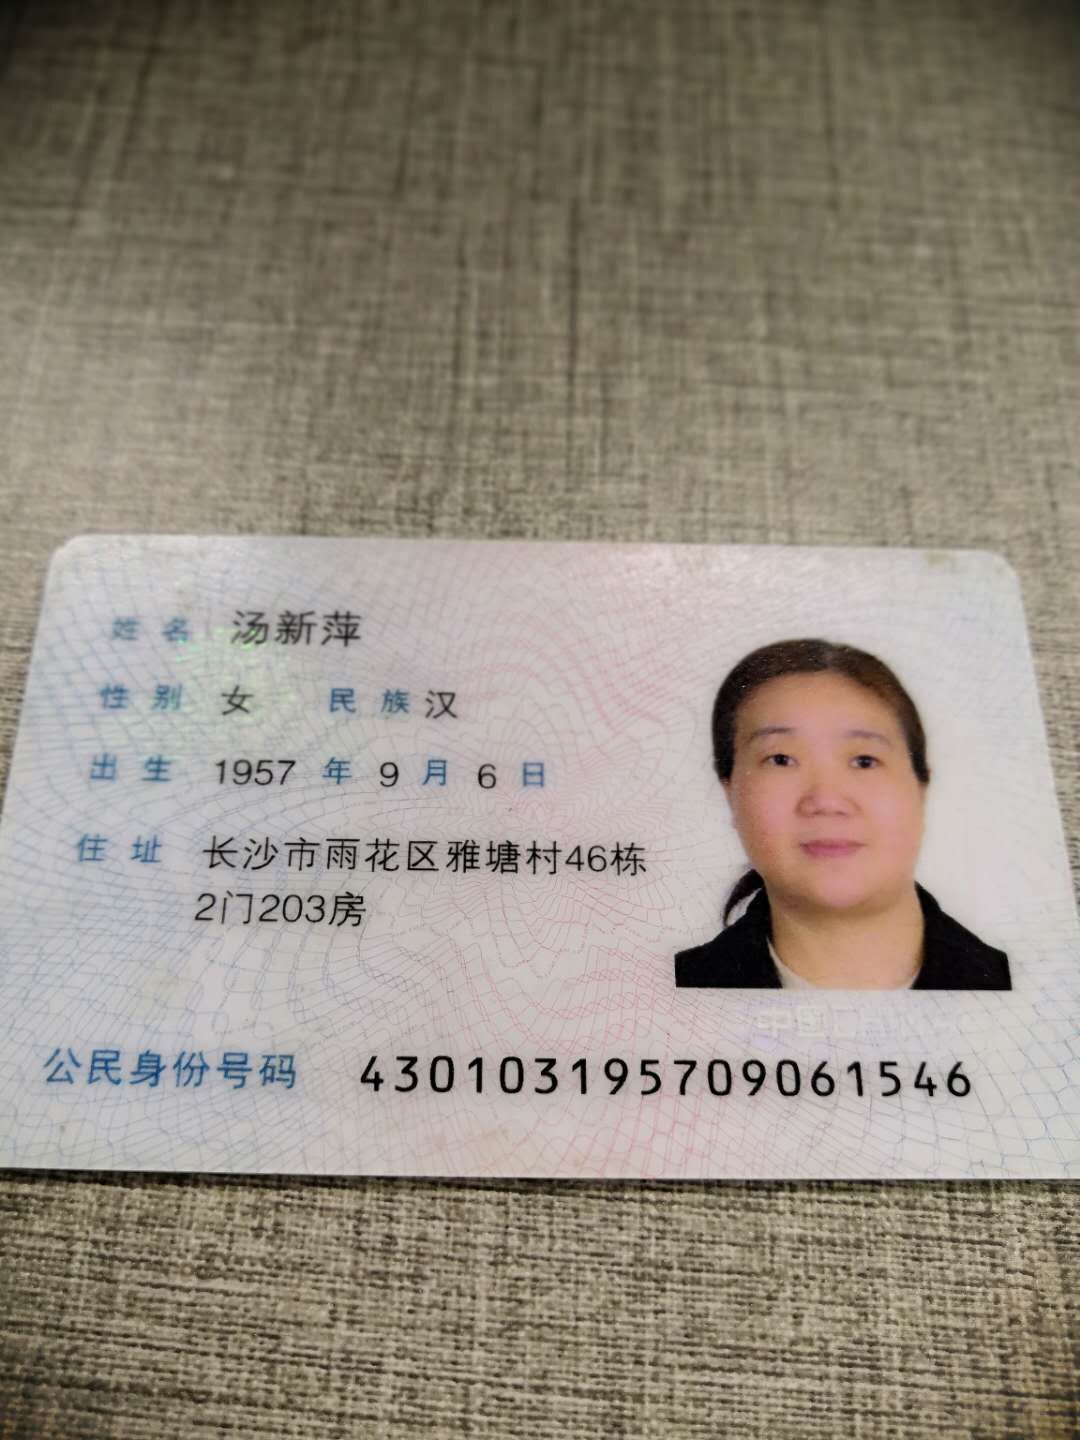 姓名 汤新萍
性别 女 民族 汉
出生 1957 年 9 月 6 日
住址 长沙市雨花区雅塘村46栋
2门203房
公民身份号码 430103195709061546